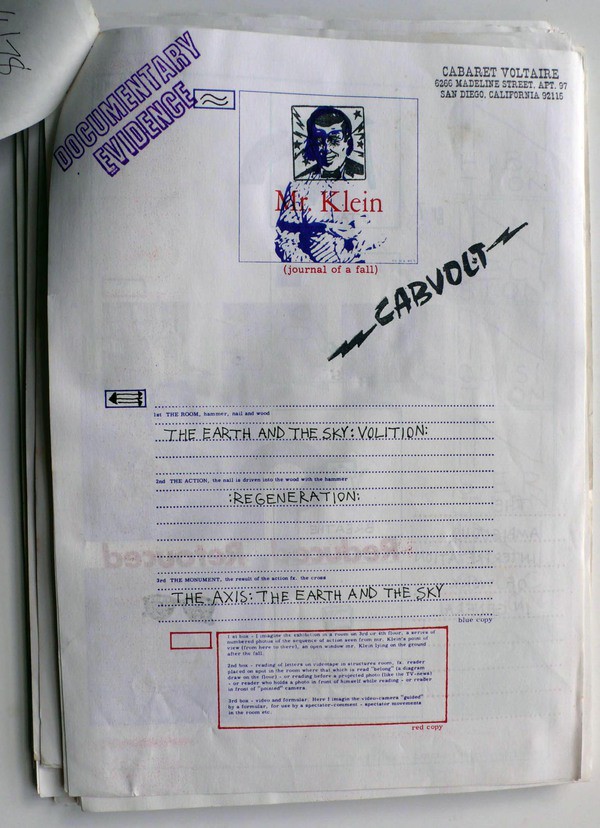 DOCUMENTARY
EVIDENCE
CABARET VOLTAIRE
6266 MADELINE STREET, APT. 97
SAN DIEGO, CALIFORNIA 92115
Mr. Klein
(journal of a fall)
CABVOLT
1st THE ROOM, hammer, nail and wood
THE EARTH AND THE SKY: VOLITION:
2nd THE ACTION, the nail is driven into the wood with the hammer
:REGENERATION:
3rd THE MONUMENT, the result of the action fx. the cross
THE AXIS: THE EARTH AND THE SKY
blue copy
1st box - I imagine the exhibition in a room on 3rd or 4th floor, a series of
numbered photos of the sequence of action seen from mr. Klein's point of
view (from here to there), an open window mr. Klein lying on the ground
after the fall.
2nd box - reading of letters on videotape in structures room, fx. reader
placed on spot in the room where that which is read "belong" (a diagram
draw on the floor) - or reading before a projected photo (like the TV-news)
- or reader who holds a photo in front of himself while reading - or reader
in front of "pointed" camera.
3rd box - video and formular: Here I imagin the video-camera "guided"
by a formular, for use by a spectator-comment - spectator movements
in the room etc.
red copy